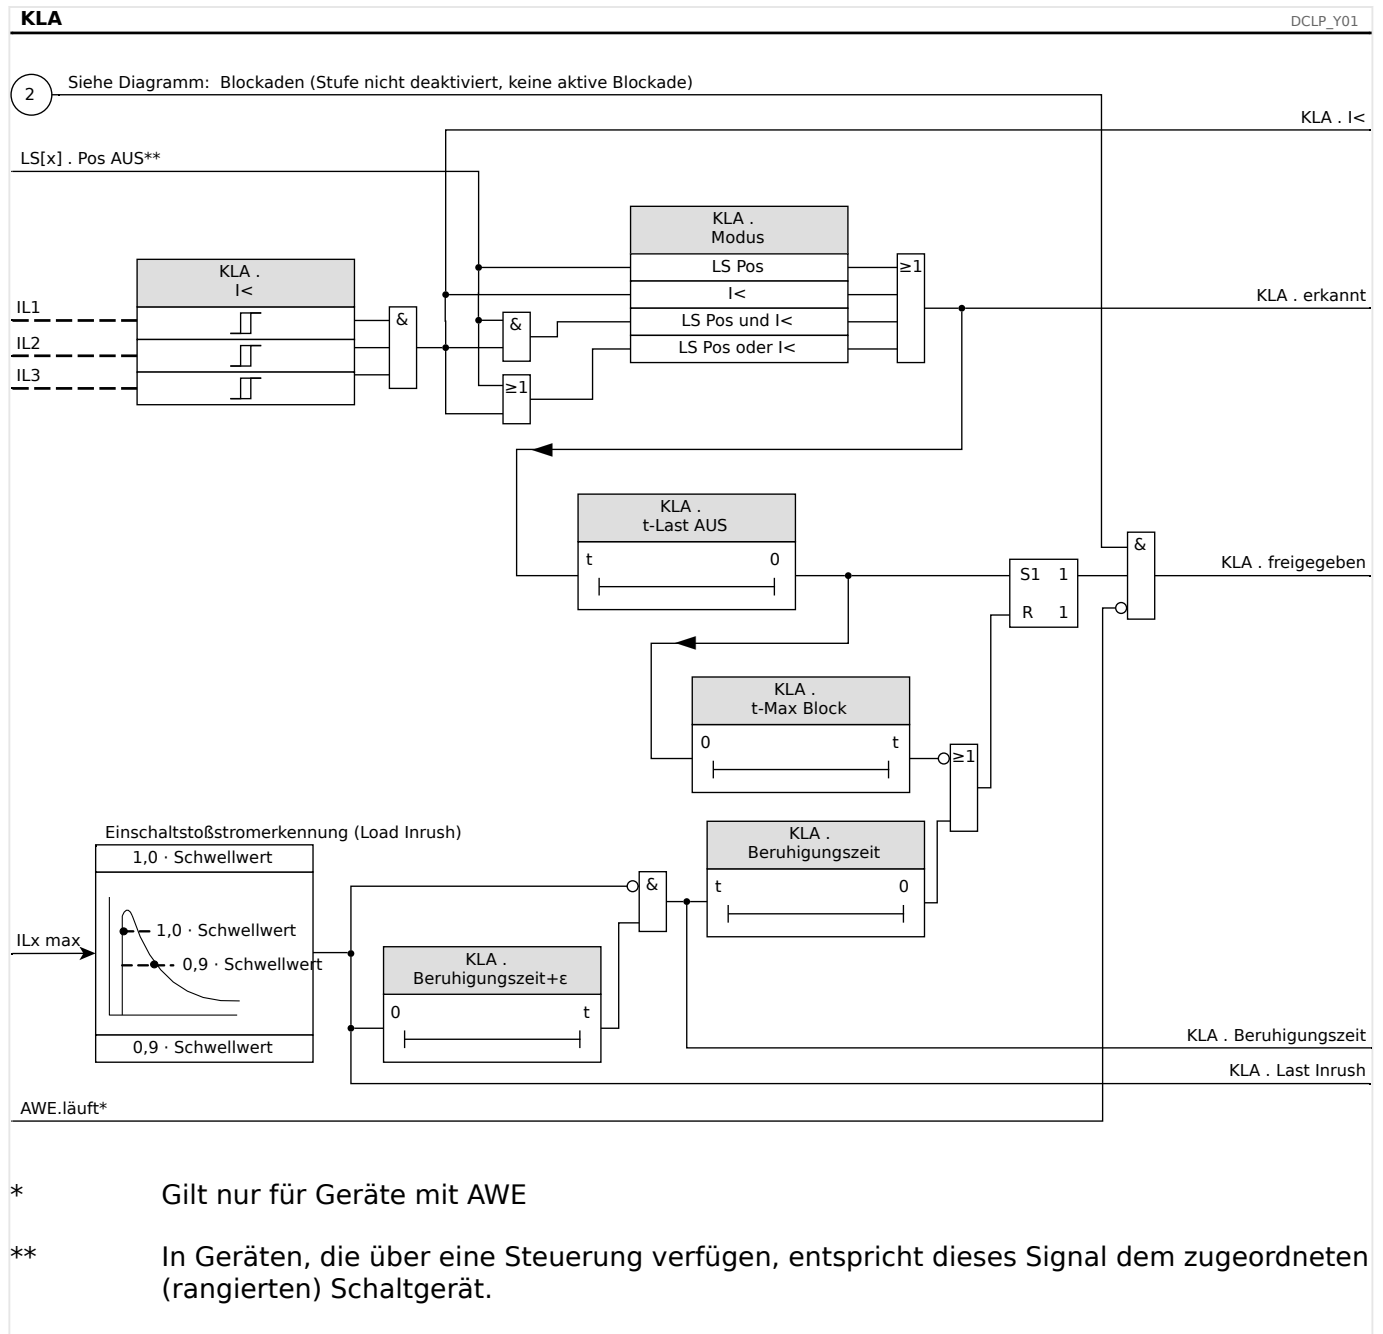 KLA
DCLP_Y01
2
Siehe Diagramm: Blockaden (Stufe nicht deaktiviert, keine aktive Blockade)
KLA . I<
LS[x] . Pos AUS**
KLA .
Modus
LS Pos
I<
LS Pos und I<
LS Pos oder I<
≥1
KLA . erkannt
KLA .
I<
IL1
IL2
IL3
&
&
≥1
KLA .
t-Last AUS
t 0
&
KLA . freigegeben
S1 1
R 1
KLA .
t-Max Block
0 t
≥1
KLA .
Beruhigungszeit
t 0
Einschaltstoßstromerkennung (Load Inrush)
1,0 · Schwellwert
1,0 · Schwellwert
0,9 · Schwellwert
0,9 · Schwellwert
ILx max
&
KLA .
Beruhigungszeit+ε
0 t
KLA . Beruhigungszeit
KLA . Last Inrush
AWE.läuft*
* Gilt nur für Geräte mit AWE
** In Geräten, die über eine Steuerung verfügen, entspricht dieses Signal dem zugeordneten
(rangierten) Schaltgerät.